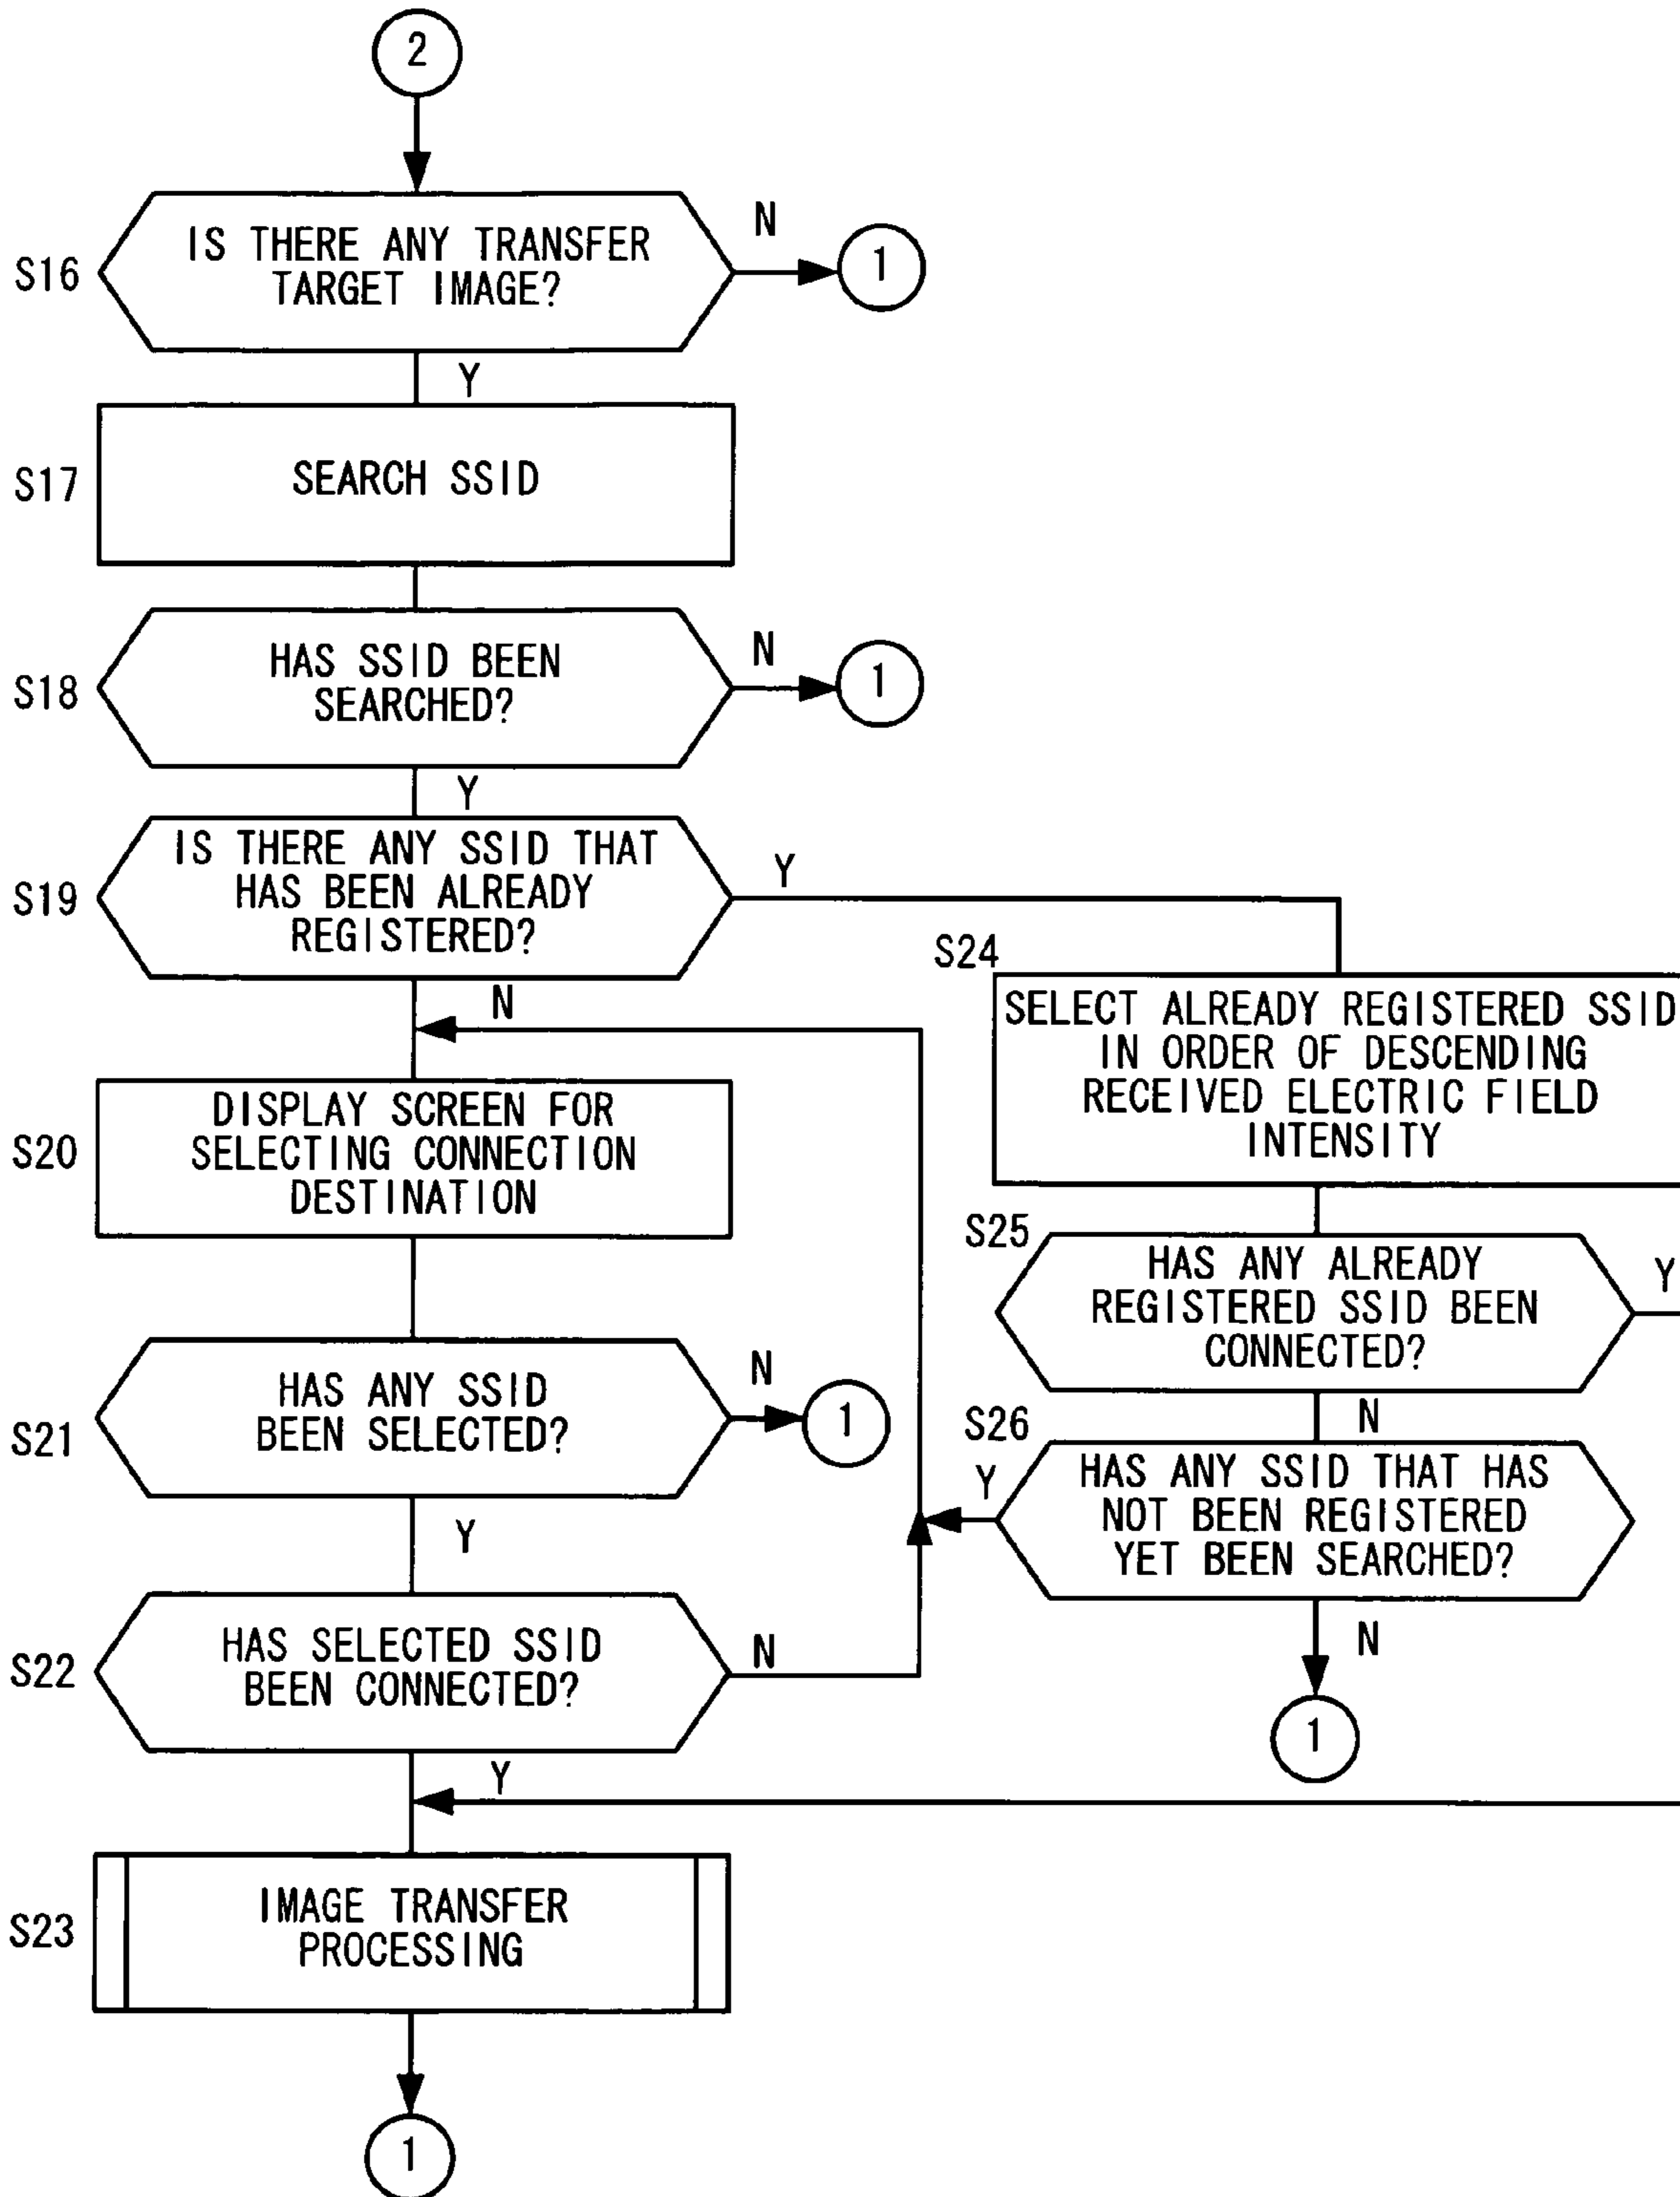 2
S16
IS THERE ANY TRANSFER
TARGET IMAGE?
N
1
Y
S17
SEARCH SSID
S18
HAS SSID BEEN
SEARCHED?
N
1
Y
S19
IS THERE ANY SSID THAT
HAS BEEN ALREADY
REGISTERED?
Y
N
S20
DISPLAY SCREEN FOR
SELECTING CONNECTION
DESTINATION
S21
HAS ANY SSID
BEEN SELECTED?
N
1
Y
S22
HAS SELECTED SSID
BEEN CONNECTED?
N
Y
S23
IMAGE TRANSFER
PROCESSING
1
S24
SELECT ALREADY REGISTERED SSID
IN ORDER OF DESCENDING
RECEIVED ELECTRIC FIELD
INTENSITY
S25
HAS ANY ALREADY
REGISTERED SSID BEEN
CONNECTED?
Y
N
S26
HAS ANY SSID THAT HAS
NOT BEEN REGISTERED
YET BEEN SEARCHED?
Y
N
1